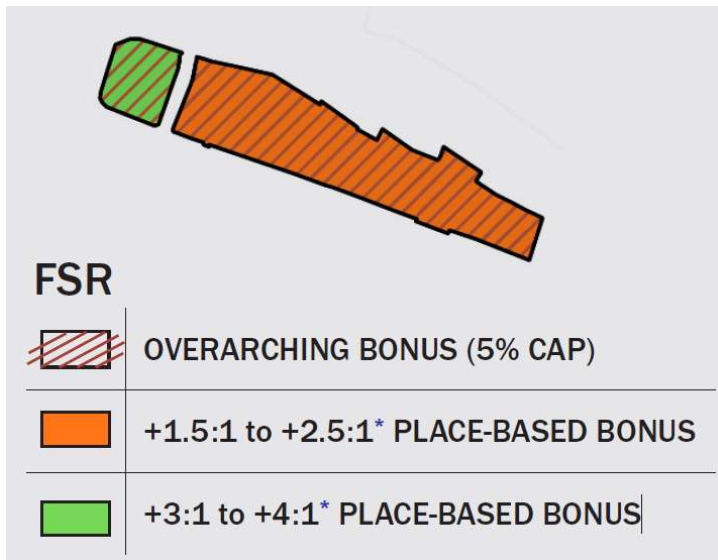 FSR
OVERARCHING BONUS (5% CAP)
+1.5:1 to +2.5:1* PLACE-BASED BONUS
+3:1 to +4:1* PLACE-BASED BONUS